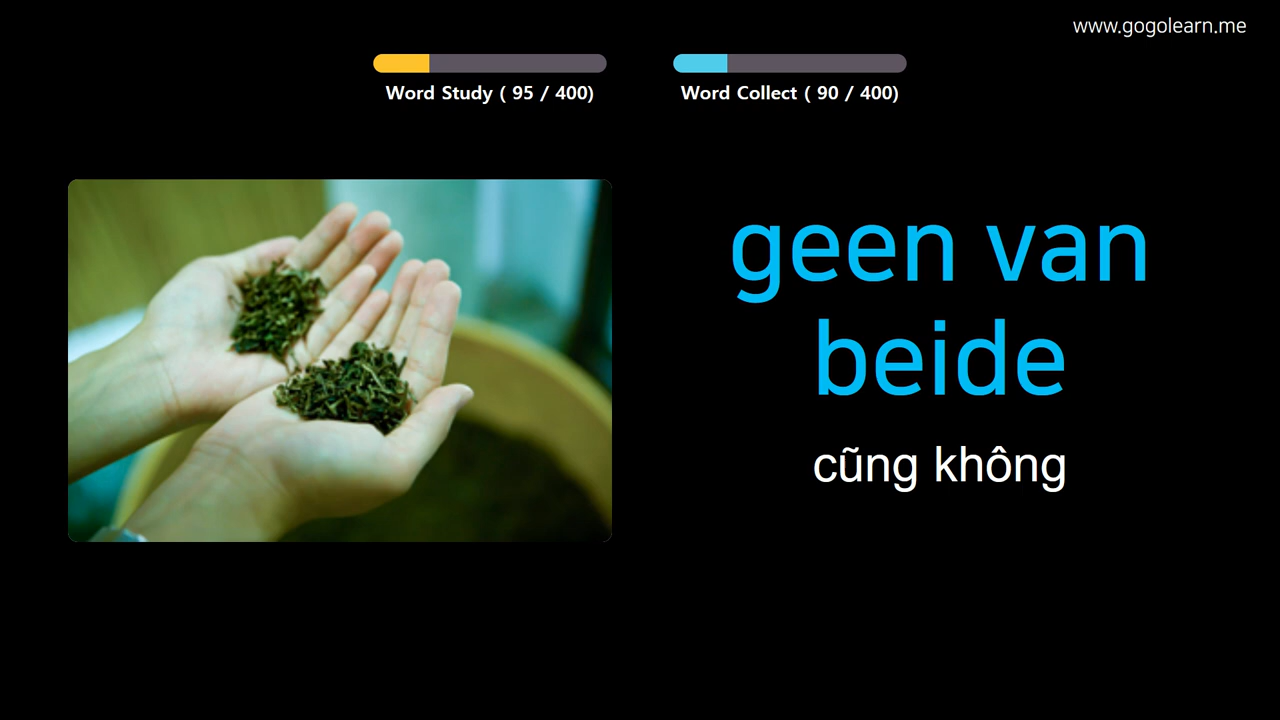 www.gogolearn.me
Word Study ( 95 / 400)
Word Collect ( 90 / 400)
geen van
beide
cũng không